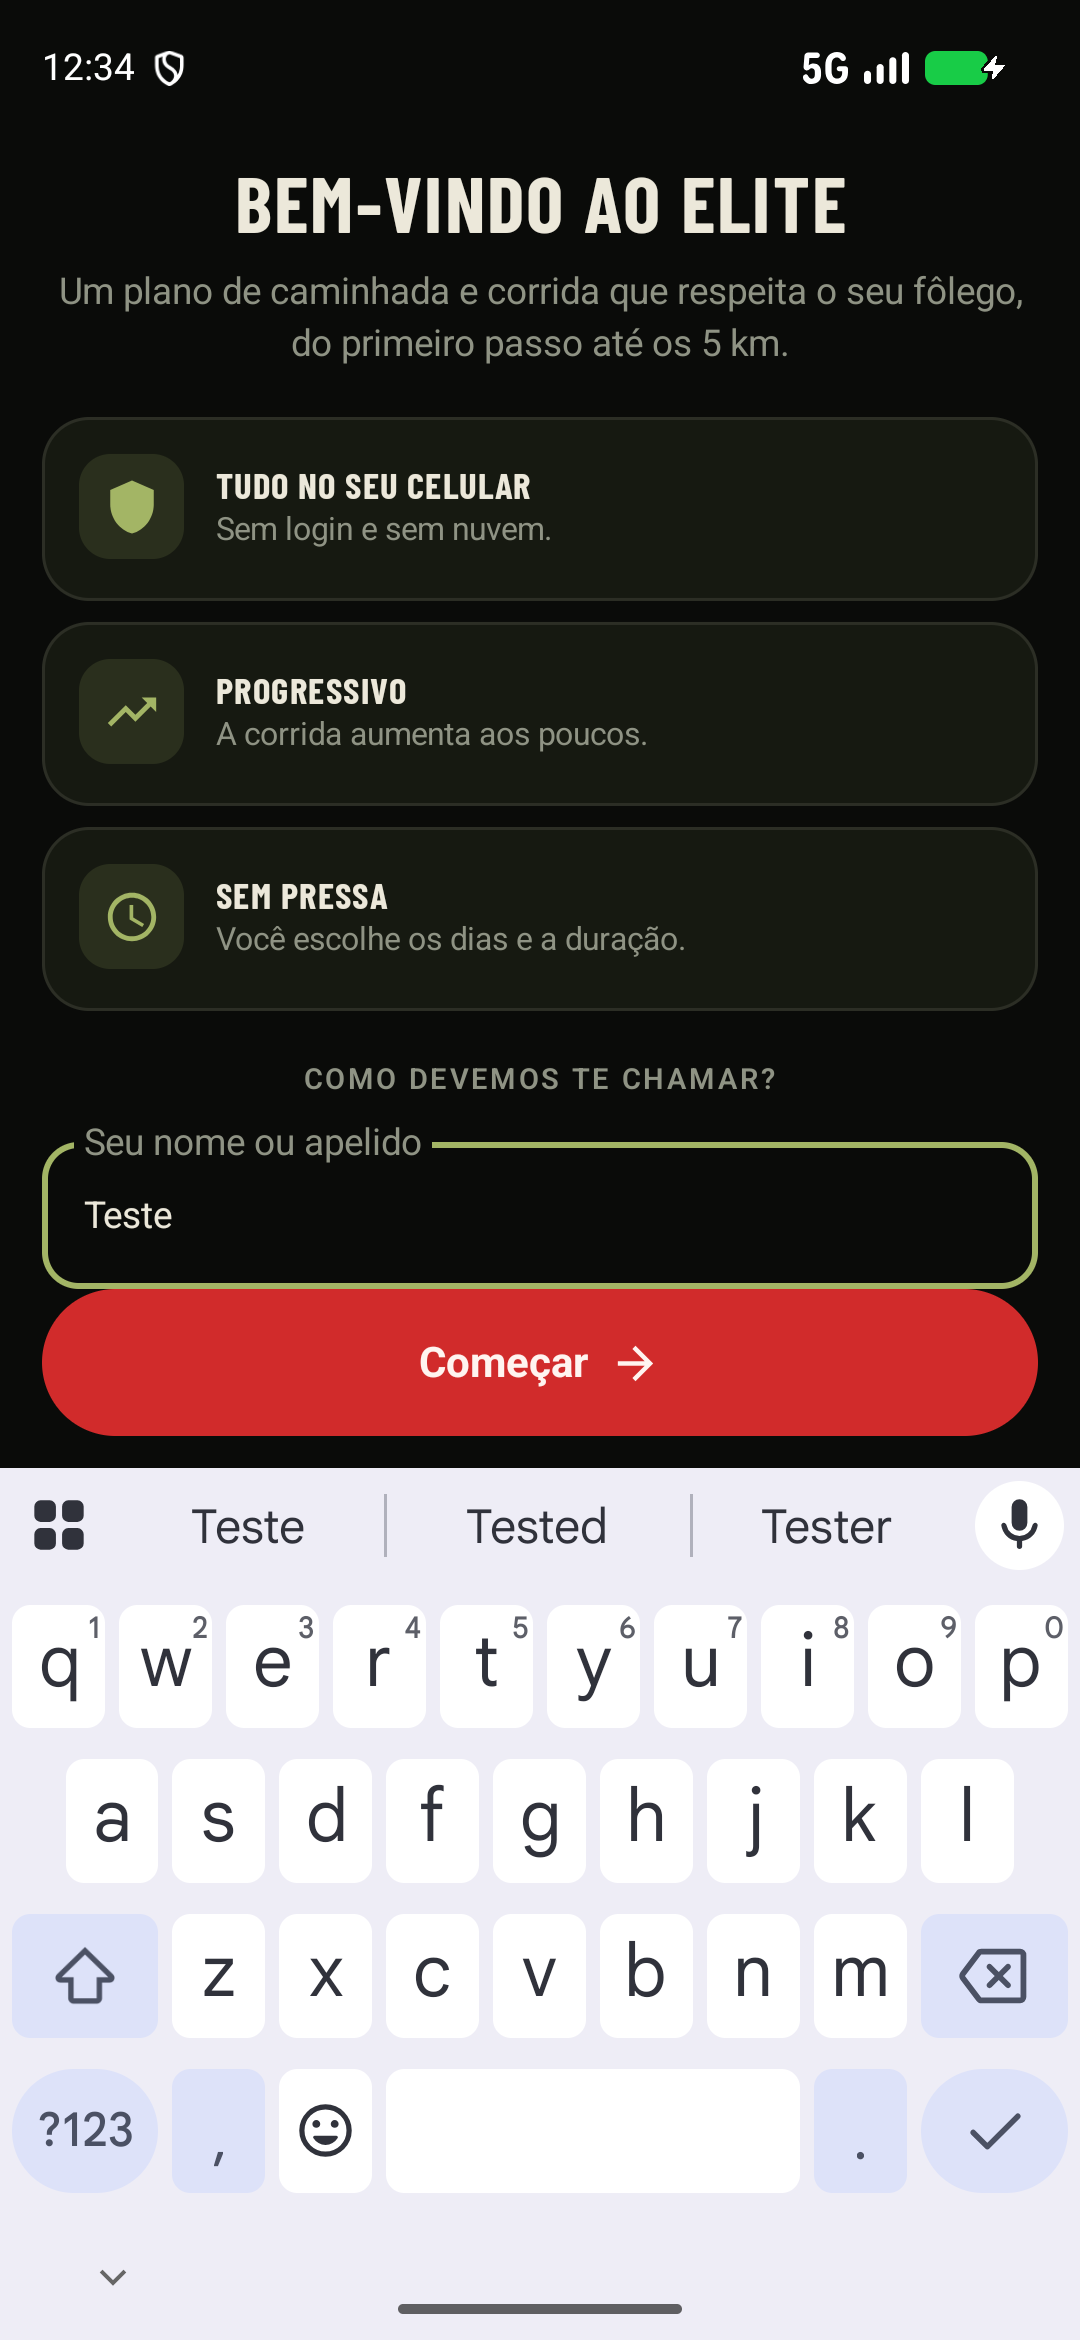 12:34
5G
BEM-VINDO AO ELITE
Um plano de caminhada e corrida que respeita o seu fôlego,
do primeiro passo até os 5 km.
TUDO NO SEU CELULAR
Sem login e sem nuvem.
PROGRESSIVO
A corrida aumenta aos poucos.
SEM PRESSA
Você escolhe os dias e a duração.
COMO DEVEMOS TE CHAMAR?
Seu nome ou apelido
Teste
Começar
Teste Tested Tester
q1 w2 e3 r4 t5 y6 u7 i8 o9 p0
a s d f g h j k l
z x c v b n m
?123 , .